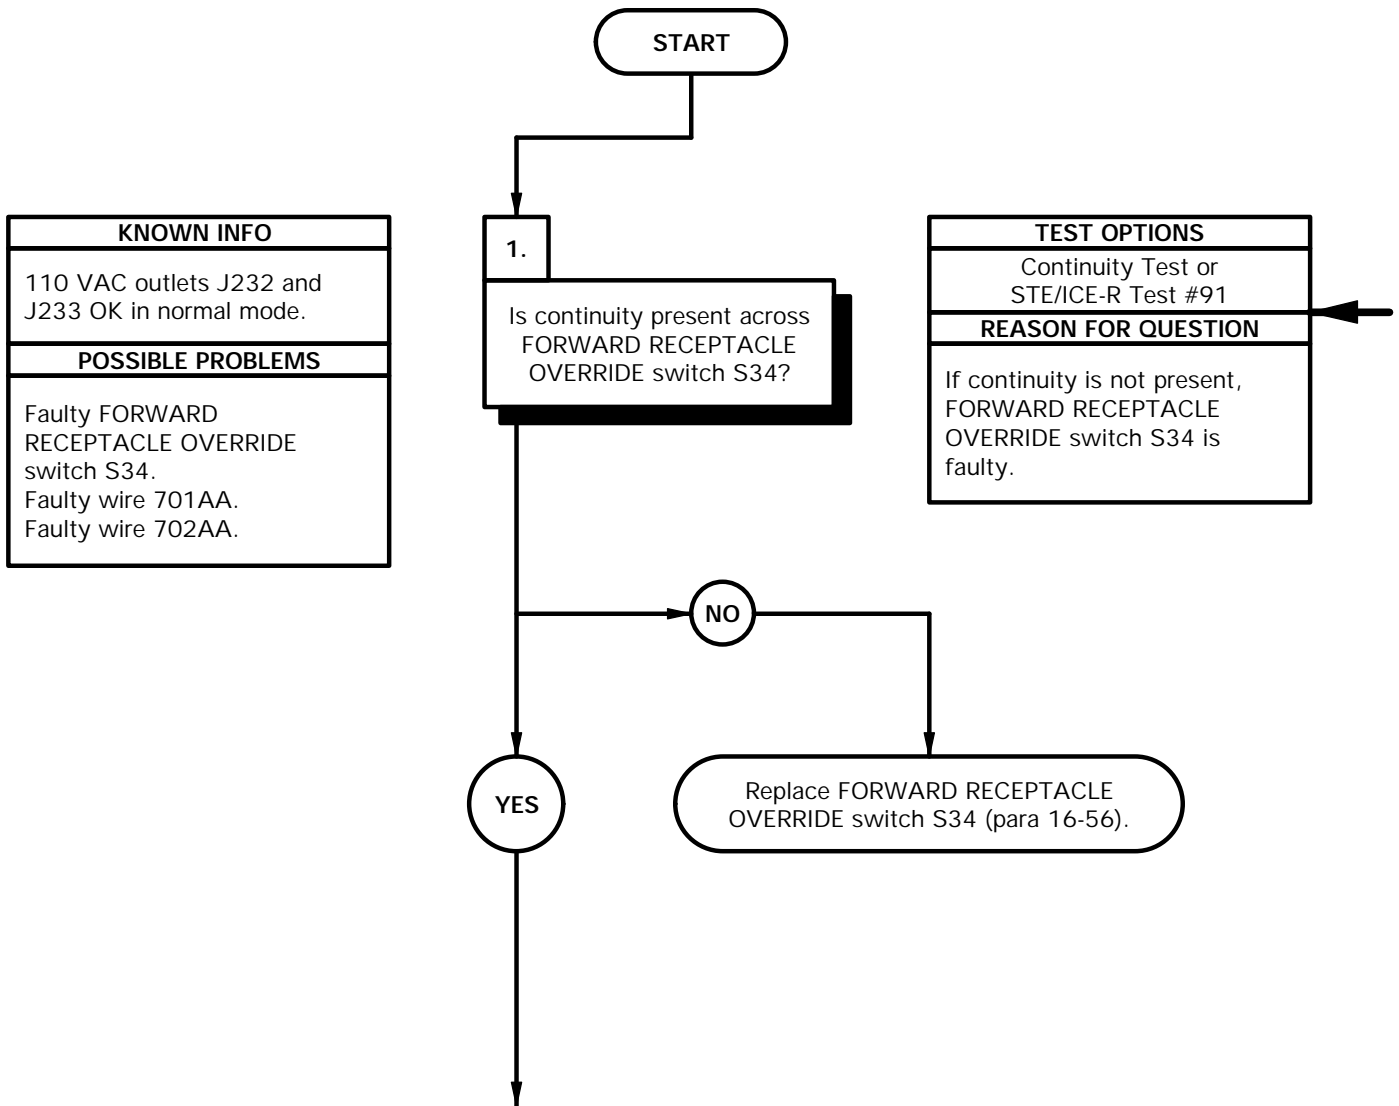 START
KNOWN INFO
110 VAC outlets J232 and
J233 OK in normal mode.
POSSIBLE PROBLEMS
Faulty FORWARD
RECEPTACLE OVERRIDE
switch S34.
Faulty wire 701AA.
Faulty wire 702AA.
1.
Is continuity present across
FORWARD RECEPTACLE
OVERRIDE switch S34?
TEST OPTIONS
Continuity Test or
STE/ICE-R Test #91
REASON FOR QUESTION
If continuity is not present,
FORWARD RECEPTACLE
OVERRIDE switch S34 is
faulty.
NO
YES
Replace FORWARD RECEPTACLE
OVERRIDE switch S34 (para 16-56).